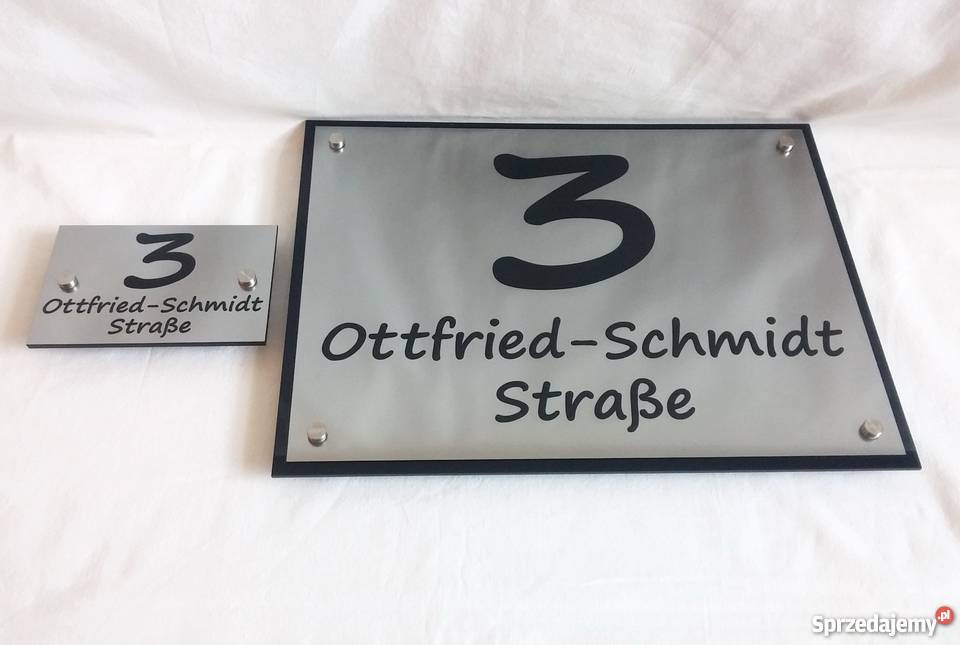 3
Ottfried-Schmidt
Straße
3
Ottfried-Schmidt
Straße
Sprzedajemy.pl